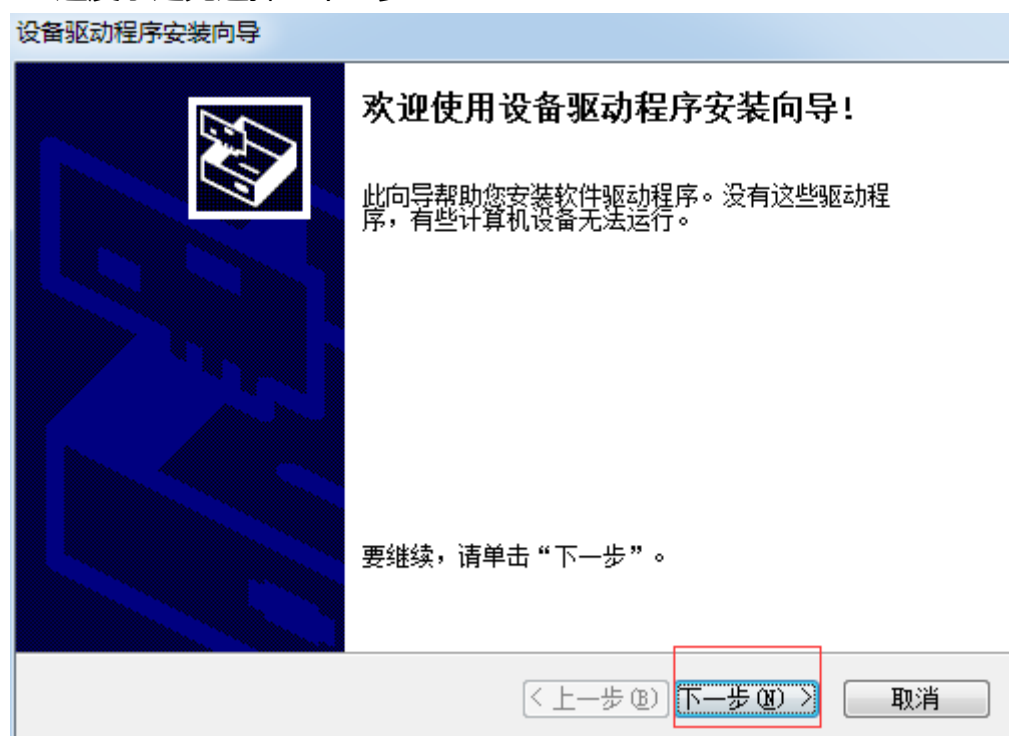 设备驱动程序安装向导
欢迎使用设备驱动程序安装向导!
此向导帮助您安装软件驱动程序。没有这些驱动程
序，有些计算机设备无法运行。
要继续，请单击“下一步”。
<上一步(B) 下一步(N)> 取消